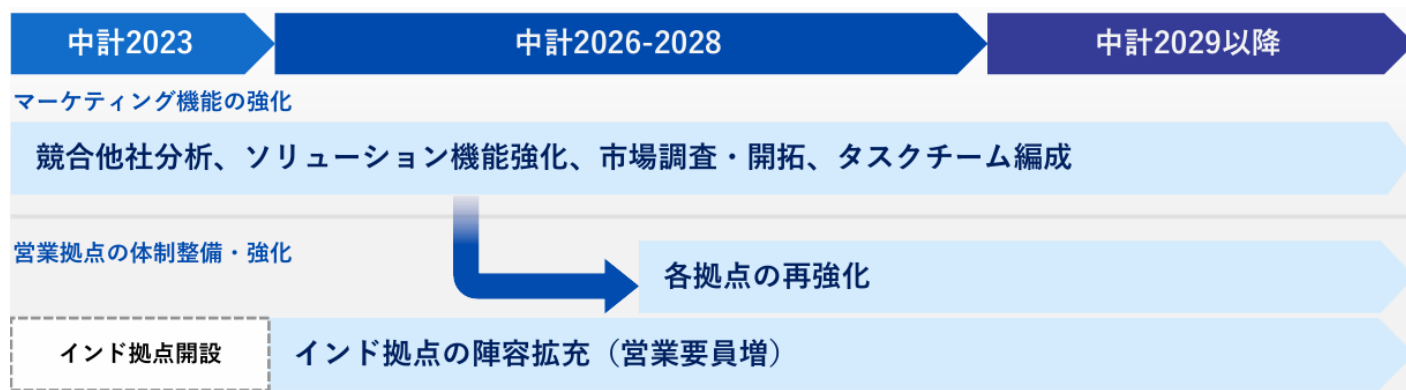 中計2023
中計2026-2028
中計2029以降
マーケティング機能の強化
競合他社分析、ソリューション機能強化、市場調査・開拓、タスクチーム編成
営業拠点の体制整備・強化
各拠点の再強化
インド拠点開設
インド拠点の陣容拡充（営業要員増）